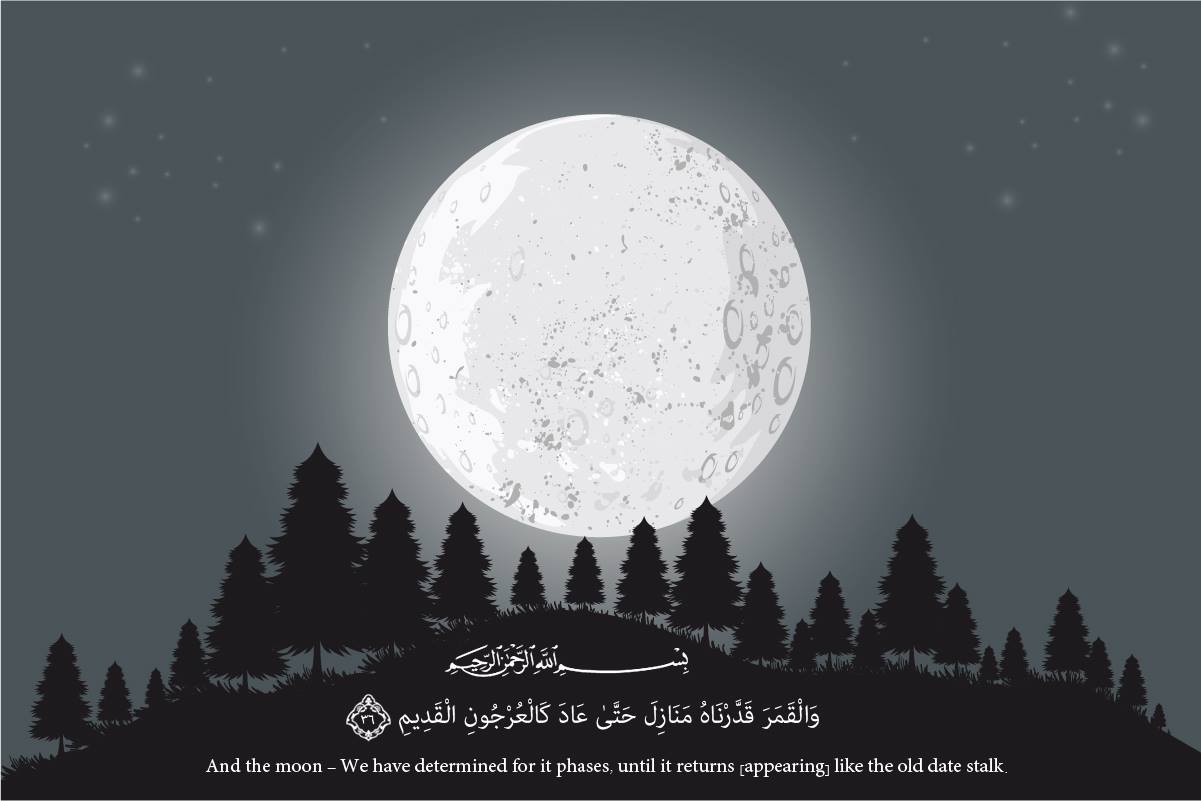 بِسْمِ اللَّهِ الرَّحْمَٰنِ الرَّحِيمِ
وَالْقَمَرَ قَدَّرْنَاهُ مَنَازِلَ حَتَّىٰ عَادَ كَالْعُرْجُونِ الْقَدِيمِ ٣٦
And the moon – We have determined for it phases, until it returns [appearing] like the old date stalk.